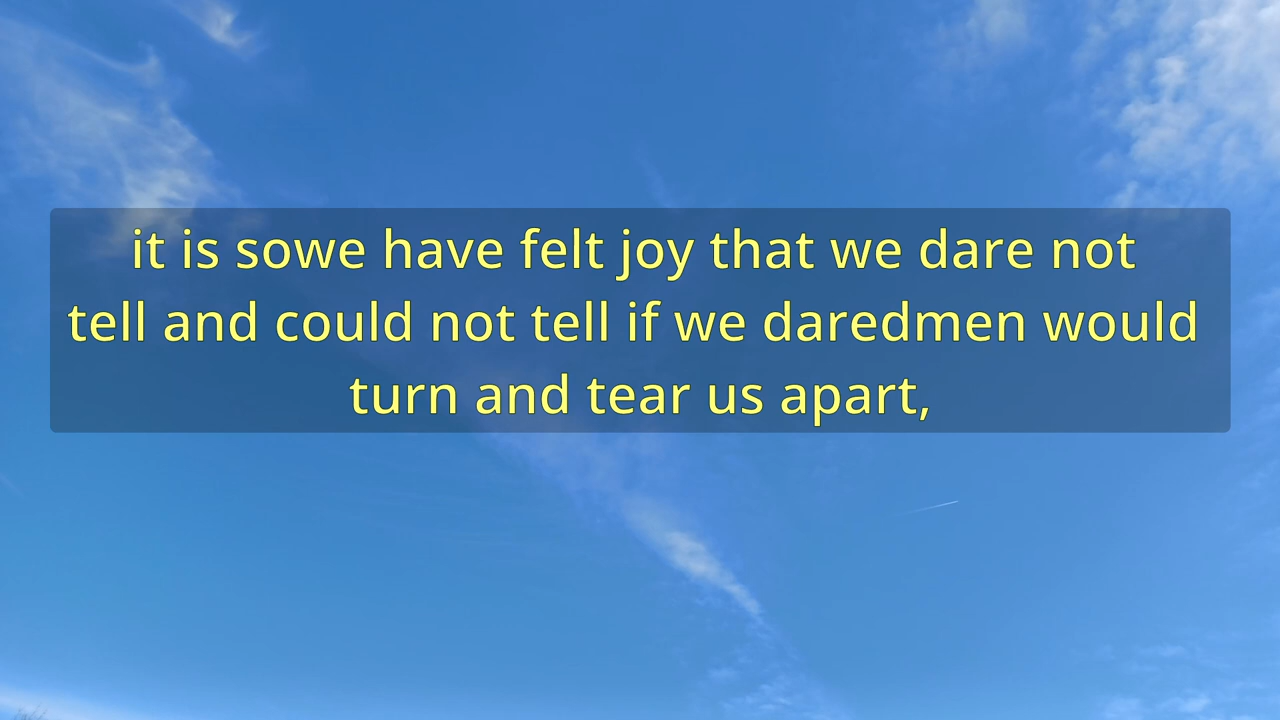 it is sowe have felt joy that we dare not
tell and could not tell if we daredmen would
turn and tear us apart,